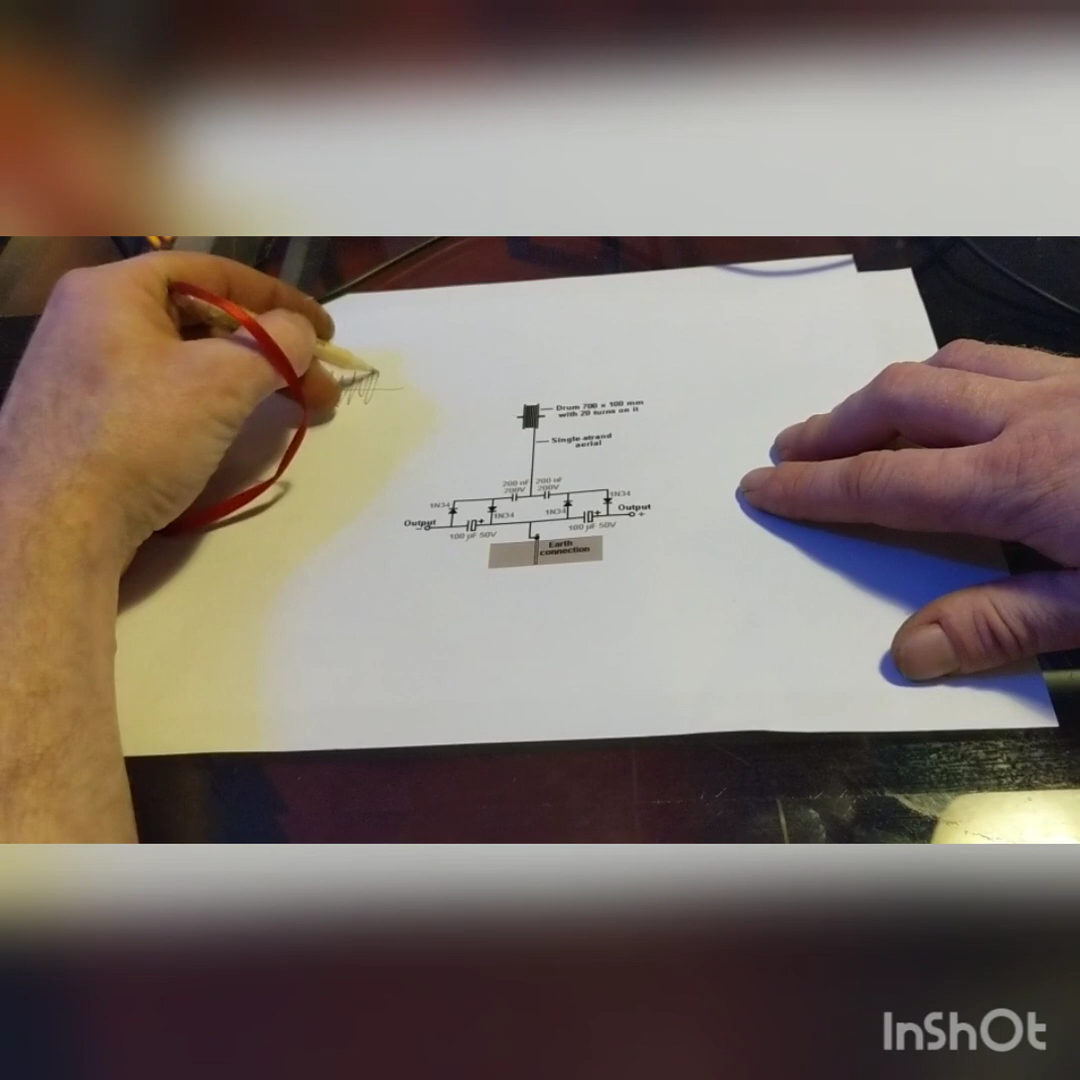 Drum 700 x 100 mm
with 20 turns on it
Single-strand
aerial
200 nF 200 nF
200V 200V
1N34 1N34 1N34 1N34
Output
-
Output
+
100 µF 50V 100 µF 50V
Earth
connection
InShOt